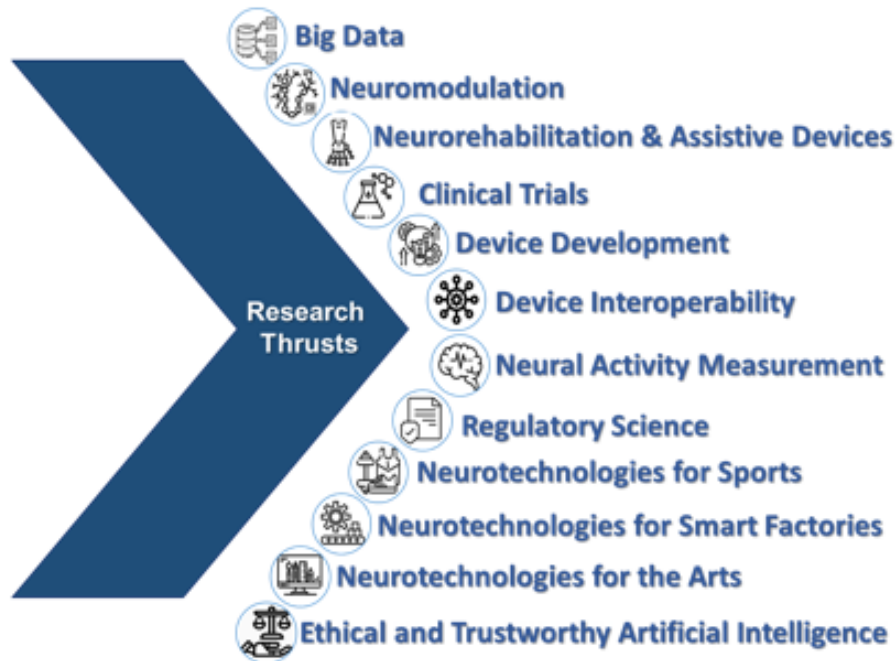 Big Data
Neuromodulation
Neurorehabilitation & Assistive Devices
Clinical Trials
Device Development
Device Interoperability
Research
Thrusts
Neural Activity Measurement
Regulatory Science
Neurotechnologies for Sports
Neurotechnologies for Smart Factories
Neurotechnologies for the Arts
Ethical and Trustworthy Artificial Intelligence